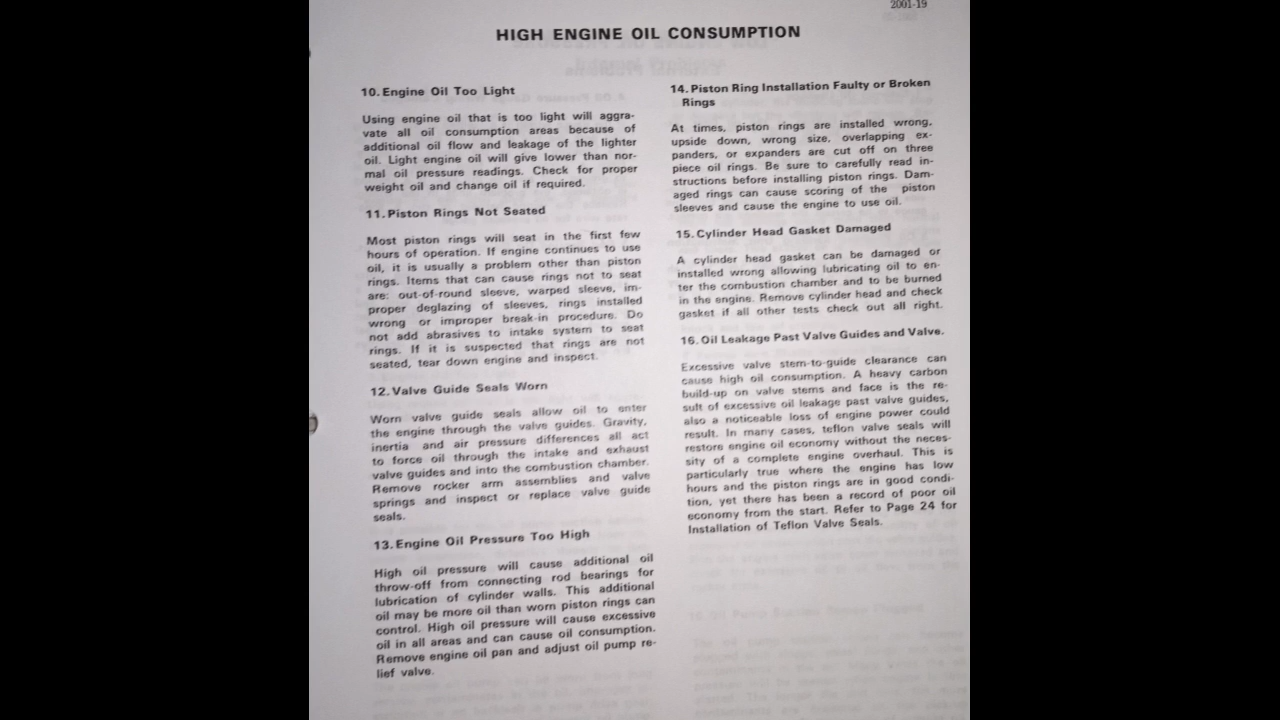 2001-19
HIGH ENGINE OIL CONSUMPTION
10. Engine Oil Too Light
Using engine oil that is too light will aggra-
vate all oil consumption areas because of
additional oil flow and leakage of the lighter
oil. Light engine oil will give lower than nor-
mal oil pressure readings. Check for proper
weight oil and change oil if required.
11. Piston Rings Not Seated
Most piston rings will seat in the first few
hours of operation. If engine continues to use
oil, it is usually a problem other than piston
rings. Items that can cause rings not to seat
are: out-of-round sleeve, warped sleeve, im-
proper deglazing of sleeves, rings installed
wrong or improper break-in procedure. Do
not add abrasives to intake system to seat
rings. If it is suspected that rings are not
seated, tear down engine and inspect.
12. Valve Guide Seals Worn
Worn valve guide seals allow oil to enter
the engine through the valve guides. Gravity,
inertia and air pressure differences all act
to force oil through the intake and exhaust
valve guides and into the combustion chamber.
Remove rocker arm assemblies and valve
springs and inspect or replace valve guide
seals.
13. Engine Oil Pressure Too High
High oil pressure will cause additional oil
throw-off from connecting rod bearings for
lubrication of cylinder walls. This additional
oil may be more oil than worn piston rings can
control. High oil pressure will cause excessive
oil in all areas and can cause oil consumption.
Remove engine oil pan and adjust oil pump re-
lief valve.
14. Piston Ring Installation Faulty or Broken
Rings
At times, piston rings are installed wrong,
upside down, wrong size, overlapping ex-
panders, or expanders are cut off on three
piece oil rings. Be sure to carefully read in-
structions before installing piston rings. Dam-
aged rings can cause scoring of the piston
sleeves and cause the engine to use oil.
15. Cylinder Head Gasket Damaged
A cylinder head gasket can be damaged or
installed wrong allowing lubricating oil to en-
ter the combustion chamber and to be burned
in the engine. Remove cylinder head and check
gasket if all other tests check out all right.
16. Oil Leakage Past Valve Guides and Valve.
Excessive valve stem-to-guide clearance can
cause high oil consumption. A heavy carbon
build-up on valve stems and face is the re-
sult of excessive oil leakage past valve guides,
also a noticeable loss of engine power could
result. In many cases, teflon valve seals will
restore engine oil economy without the neces-
sity of a complete engine overhaul. This is
particularly true where the engine has low
hours and the piston rings are in good condi-
tion, yet there has been a record of poor oil
economy from the start. Refer to Page 24 for
Installation of Teflon Valve Seals.